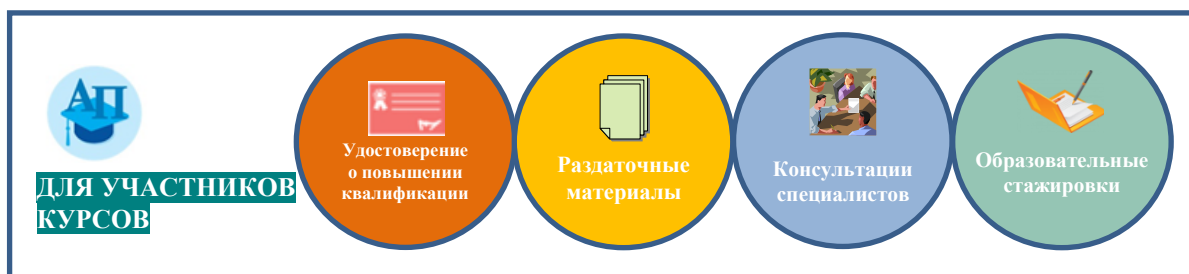 АП
ДЛЯ УЧАСТНИКОВ
КУРСОВ
Удостоверение
о повышении
квалификации
Раздаточные
материалы
Консультации
специалистов
Образовательные
стажировки